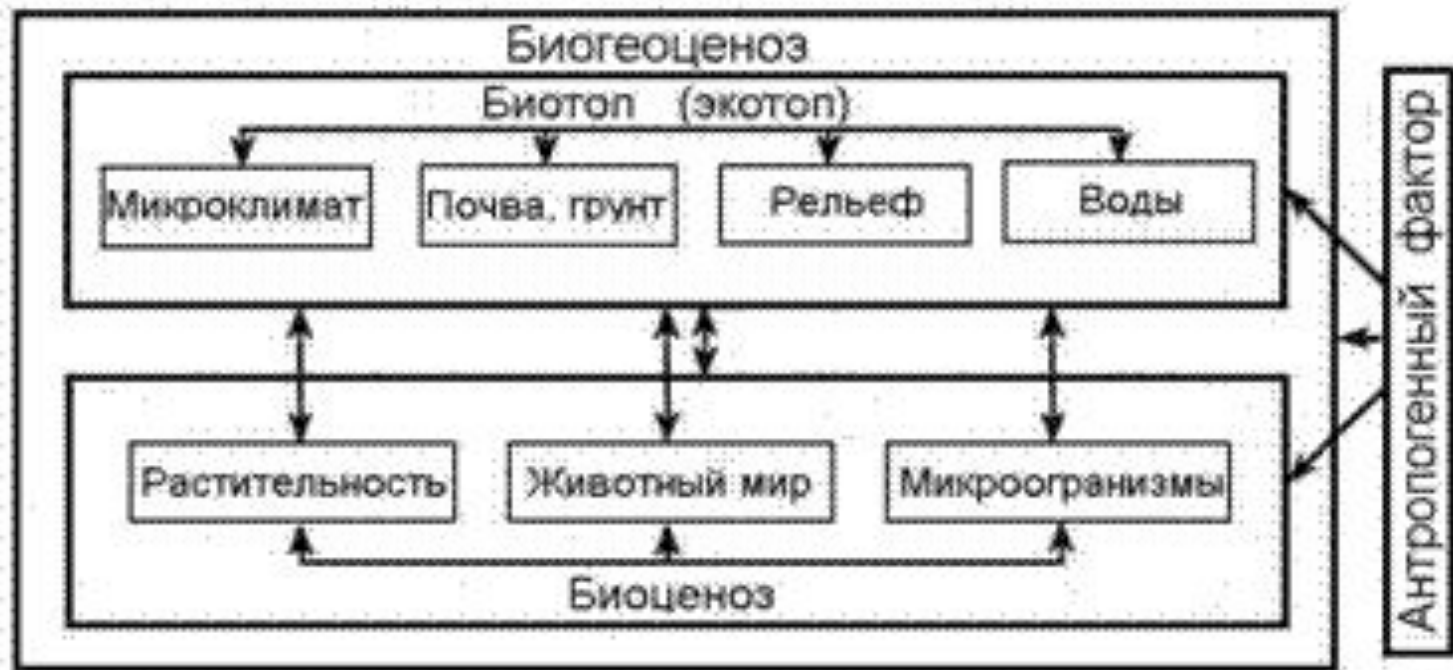 Биогеоценоз
Биотоп (экотоп)
Микроклимат
Почва, грунт
Рельеф
Воды
Растительность
Животный мир
Микроогранизмы
Биоценоз
Антропогенный фактор